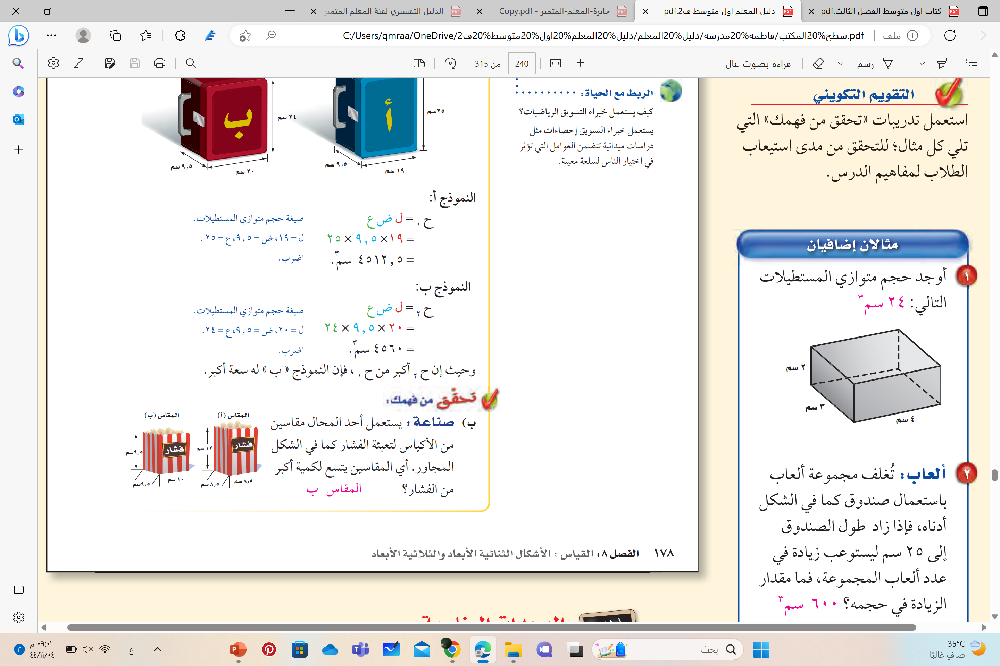 كتاب اول متوسط الفصل الثالث.pdf
دليل المعلم اول متوسط ف2.pdf
جائزة-المعلم-المتميز - Copy.pdf
الدليل التفسيري لفئة المعلم المتميز
ملف
C:/Users/qmraa/OneDrive/سطح%20المكتب/فاطمه%20مدرسة/دليل%20المعلم/دليل%20المعلم%20اول%20متوسط%20ف2.pdf
رسم
قراءة بصوت عالٍ
240
من 315
التقويم التكويني
استعمل تدريبات «تحقق من فهمك» التي
تلي كل مثال؛ للتحقق من مدى استيعاب
الطلاب لمفاهيم الدرس.
مثالان إضافيان
١ أوجد حجم متوازي المستطيلات
التالي: ٢٤ سم٣
٢ سم
٣ سم
٤ سم
٢ ألعاب: تُغلف مجموعة ألعاب
باستعمال صندوق كما في الشكل
أدناه، فإذا زاد طول الصندوق
إلى ٢٥ سم ليستوعب زيادة في
عدد ألعاب المجموعة، فما مقدار
الزيادة في حجمه؟ ٦٠٠ سم٣
الربط مع الحياة:
كيف يستعمل خبراء التسويق الرياضيات؟
يستعمل خبراء التسويق إحصاءات مثل
دراسات ميدانية تتضمن العوامل التي تؤثر
في اختيار الناس لسلعة معينة.
أ
٢٥سم
٩,٥ سم
١٩ سم
ب
٢٤ سم
٩,٥ سم
٢٠ سم
النموذج أ:
ح١ = ل ض ع
صيغة حجم متوازي المستطيلات.
= ١٩ × ٩,٥ × ٢٥
ل = ١٩، ض = ٩,٥، ع = ٢٥ .
= ٤٥١٢,٥ سم٣.
اضرب.
النموذج ب:
ح٢ = ل ض ع
صيغة حجم متوازي المستطيلات.
= ٢٠ × ٩,٥ × ٢٤
ل = ٢٠، ض = ٩,٥، ع = ٢٤.
= ٤٥٦٠ سم٣.
اضرب.
وحيث إن ح٢ أكبر من ح١ ، فإن النموذج « ب » له سعة أكبر.
تحقّق من فهمك:
ب) صناعة: يستعمل أحد المحال مقاسين
من الأكياس لتعبئة الفشار كما في الشكل
المجاور. أي المقاسين يتسع لكمية أكبر
من الفشار؟ المقاس ب
المقاس (أ)
فشار
١٢ سم
٨,٥ سم
٨,٥سم
المقاس (ب)
فشار
٩,٥سم
١٠ سم
٩,٥سم
١٧٨ الفصل ٨: القياس : الأشكال الثنائية الأبعاد والثلاثية الأبعاد
35°C
صافٍ غالبًا
بحث
ع
٠٩:٠١ م
٤٤/١١/٠٤
٣